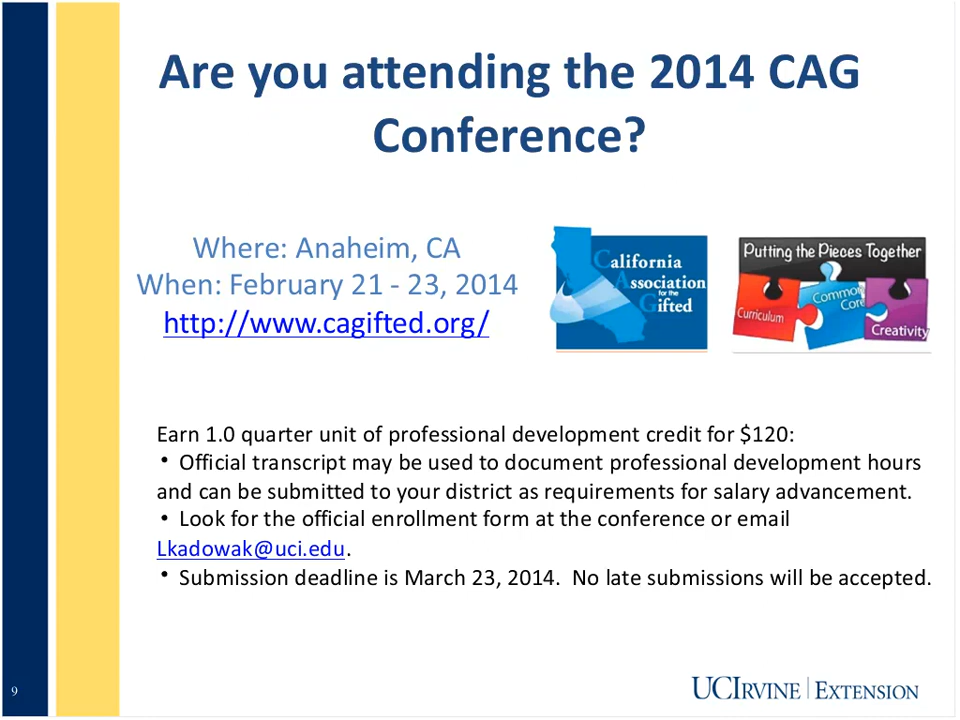 Are you attending the 2014 CAG
Conference?
Where: Anaheim, CA
When: February 21 - 23, 2014
http://www.cagifted.org/
California
Association
for the
Gifted
Putting the Pieces Together
Curriculum
Common
Core
Creativity
Earn 1.0 quarter unit of professional development credit for $120:
• Official transcript may be used to document professional development hours
and can be submitted to your district as requirements for salary advancement.
• Look for the official enrollment form at the conference or email
Lkadowak@uci.edu.
• Submission deadline is March 23, 2014.  No late submissions will be accepted.
9
UCIRVINE | EXTENSION